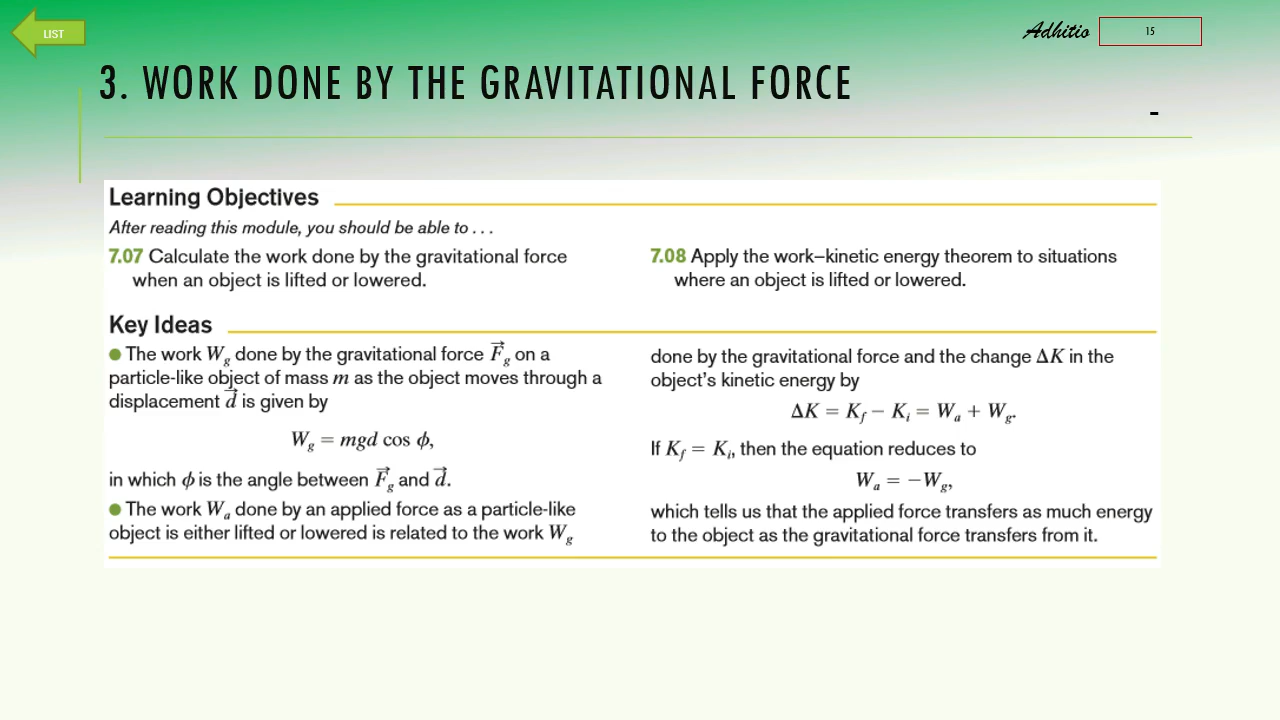 LIST
Adhitio
15
3. WORK DONE BY THE GRAVITATIONAL FORCE
-
Learning Objectives
After reading this module, you should be able to . . .
7.07 Calculate the work done by the gravitational force
when an object is lifted or lowered.
7.08 Apply the work–kinetic energy theorem to situations
where an object is lifted or lowered.
Key Ideas
● The work W_g done by the gravitational force F⃗_g on a
particle-like object of mass m as the object moves through a
displacement d⃗ is given by
W_g = mgd cos ϕ,
in which ϕ is the angle between F⃗_g and d⃗.
● The work W_a done by an applied force as a particle-like
object is either lifted or lowered is related to the work W_g
done by the gravitational force and the change ΔK in the
object's kinetic energy by
ΔK = K_f − K_i = W_a + W_g.
If K_f = K_i, then the equation reduces to
W_a = −W_g,
which tells us that the applied force transfers as much energy
to the object as the gravitational force transfers from it.